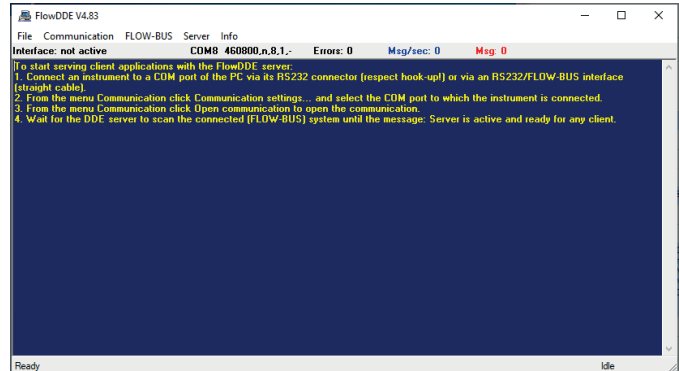 FlowDDE V4.83
File Communication FLOW-BUS Server Info
Interface: not active COM8 460800,n,8,1,- Errors: 0 Msg/sec: 0 Msg: 0
To start serving client applications with the FlowDDE server:
1. Connect an instrument to a COM port of the PC via its RS232 connector (respect hook-up!) or via an RS232/FLOW-BUS interface
(straight cable).
2. From the menu Communication click Communication settings... and select the COM port to which the instrument is connected.
3. From the menu Communication click Open communication to open the communication.
4. Wait for the DDE server to scan the connected (FLOW-BUS) system until the message: Server is active and ready for any client.
Ready Idle